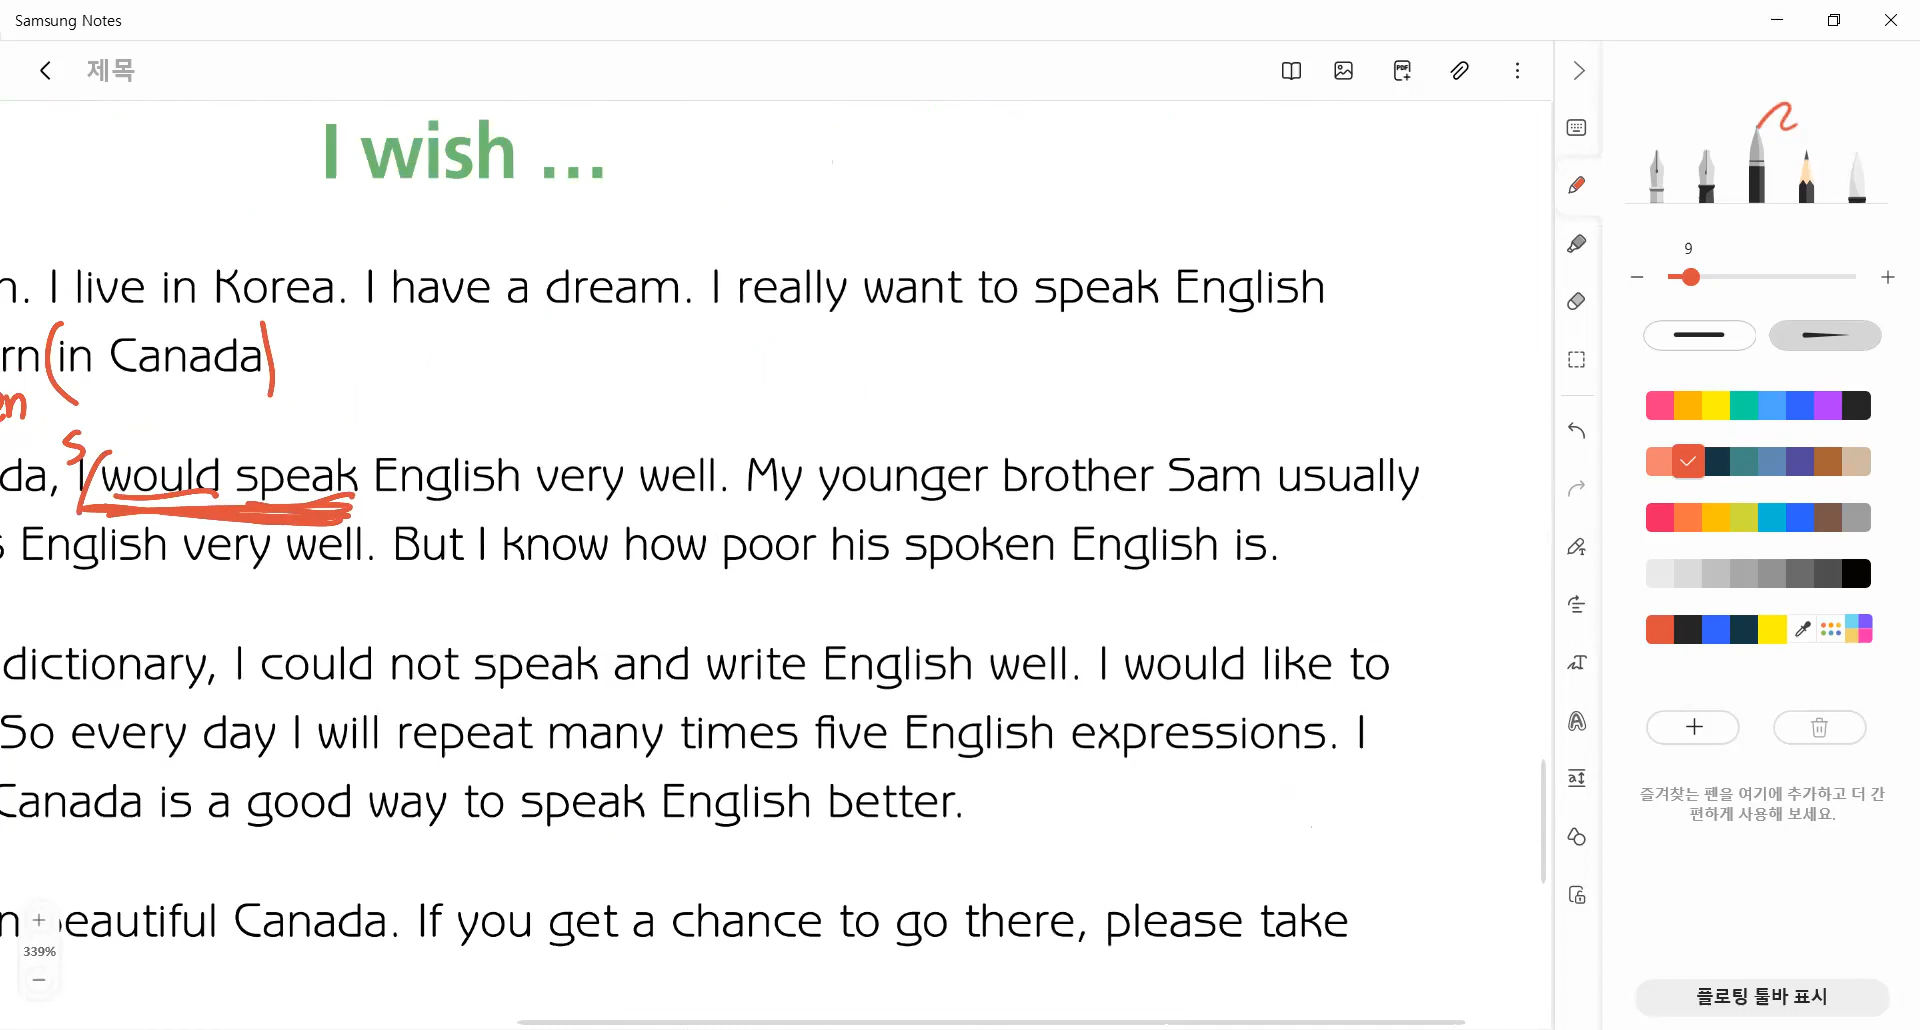 Samsung Notes
제목
I wish ...
n. I live in Korea. I have a dream. I really want to speak English
rn (in Canada)
en
S
da, I would speak English very well. My younger brother Sam usually
s English very well. But I know how poor his spoken English is.
dictionary, I could not speak and write English well. I would like to
So every day I will repeat many times five English expressions. I
Canada is a good way to speak English better.
n beautiful Canada. If you get a chance to go there, please take
339%
9
즐겨찾는 펜을 여기에 추가하고 더 간
편하게 사용해 보세요.
플로팅 툴바 표시